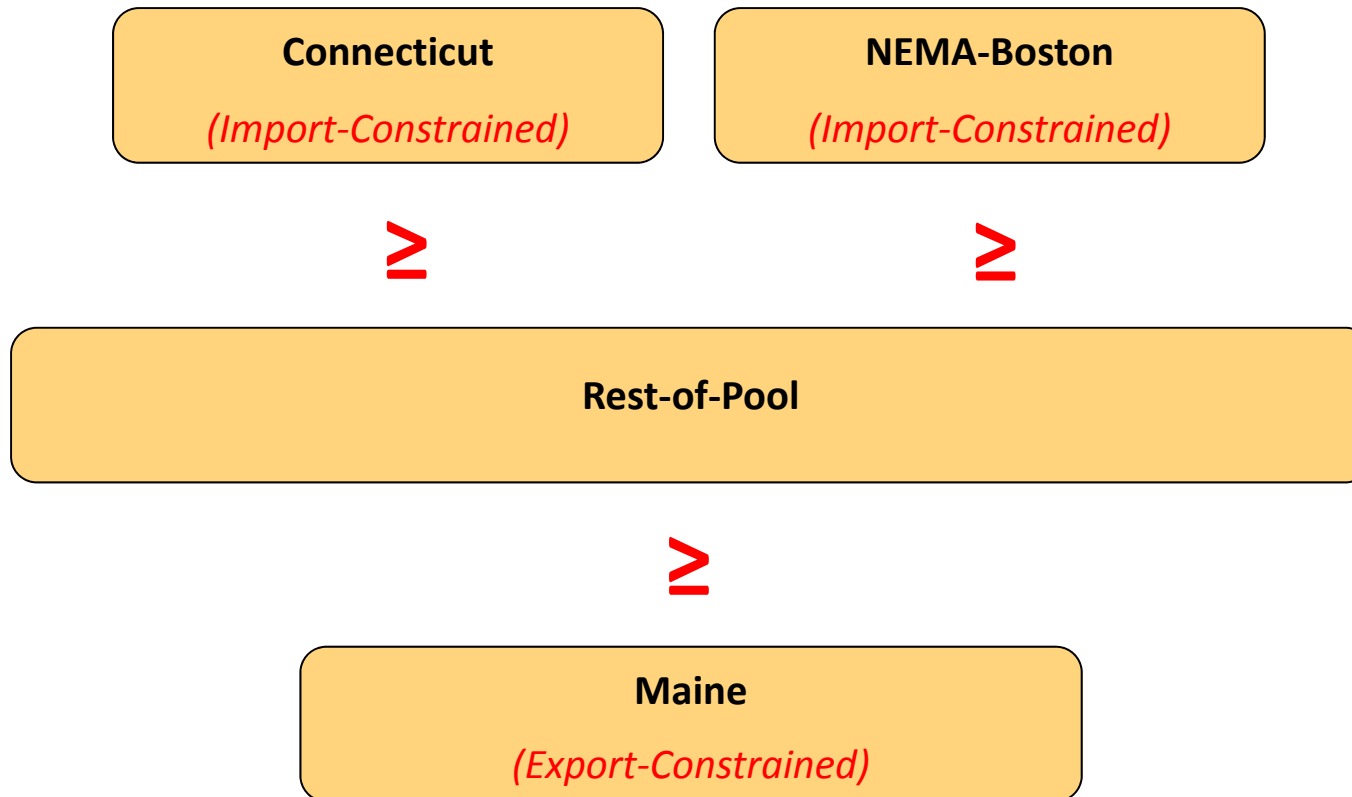 Connecticut
(Import-Constrained)
NEMA-Boston
(Import-Constrained)
≥
≥
Rest-of-Pool
≥
Maine
(Export-Constrained)